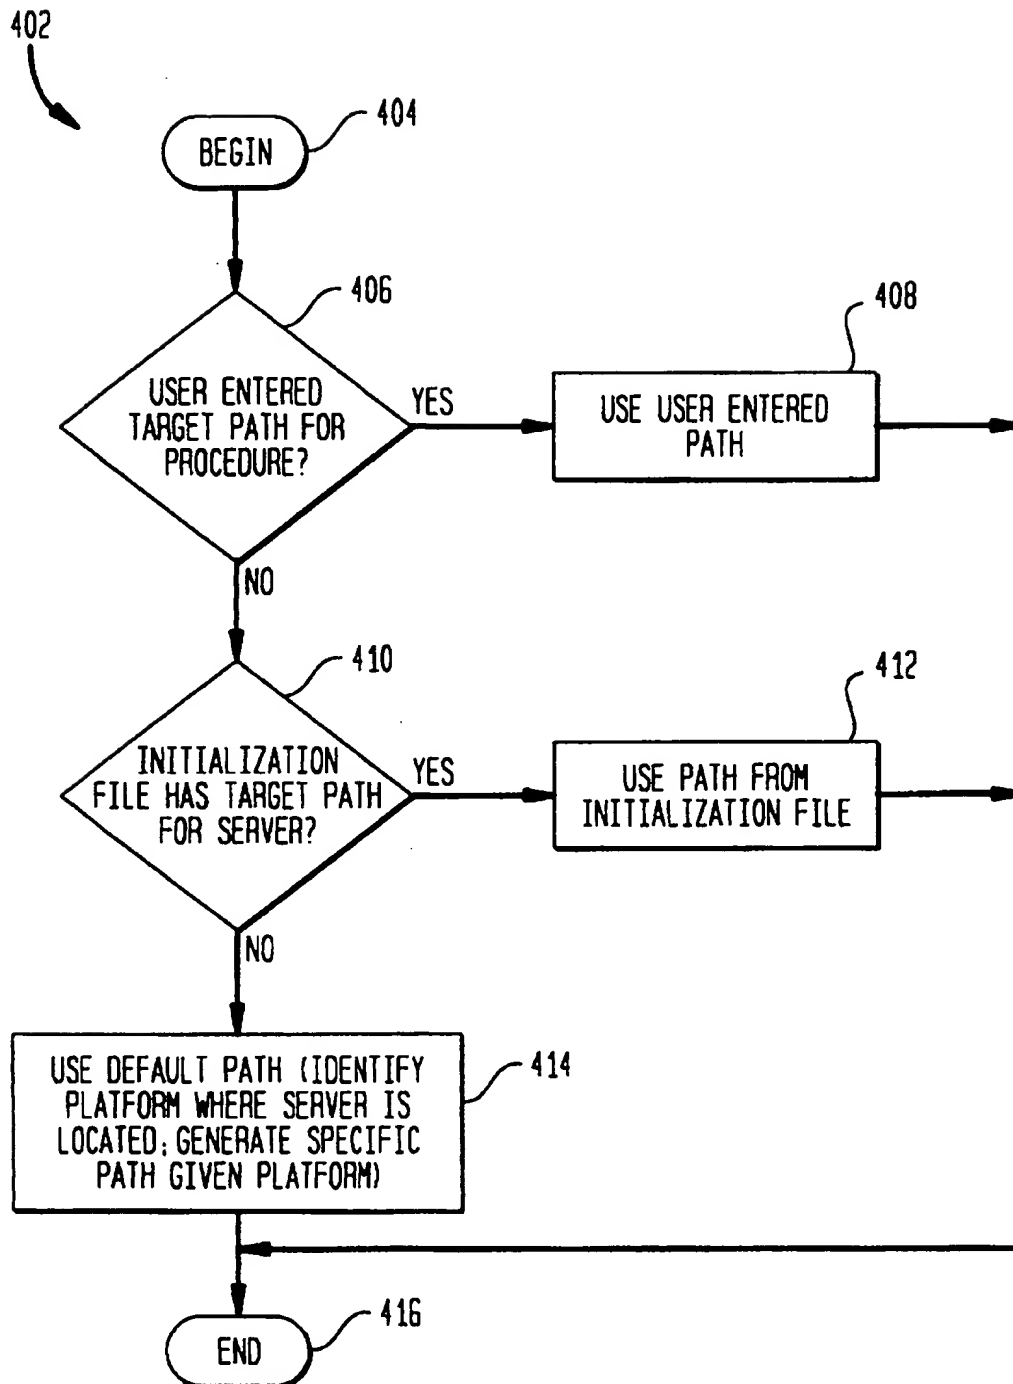 402
404
BEGIN
406
408
USER ENTERED
TARGET PATH FOR
PROCEDURE?
YES
USE USER ENTERED
PATH
NO
410
412
INITIALIZATION
FILE HAS TARGET PATH
FOR SERVER?
YES
USE PATH FROM
INITIALIZATION FILE
NO
USE DEFAULT PATH (IDENTIFY
PLATFORM WHERE SERVER IS
LOCATED; GENERATE SPECIFIC
PATH GIVEN PLATFORM)
414
416
END